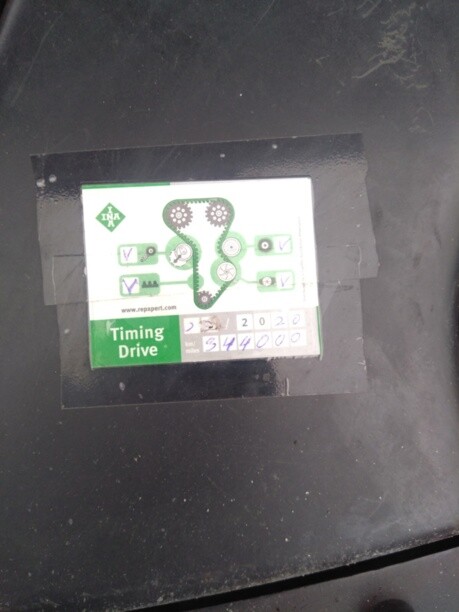 INA
www.repxpert.com
Timing
Drive
2020
km/
miles
344000